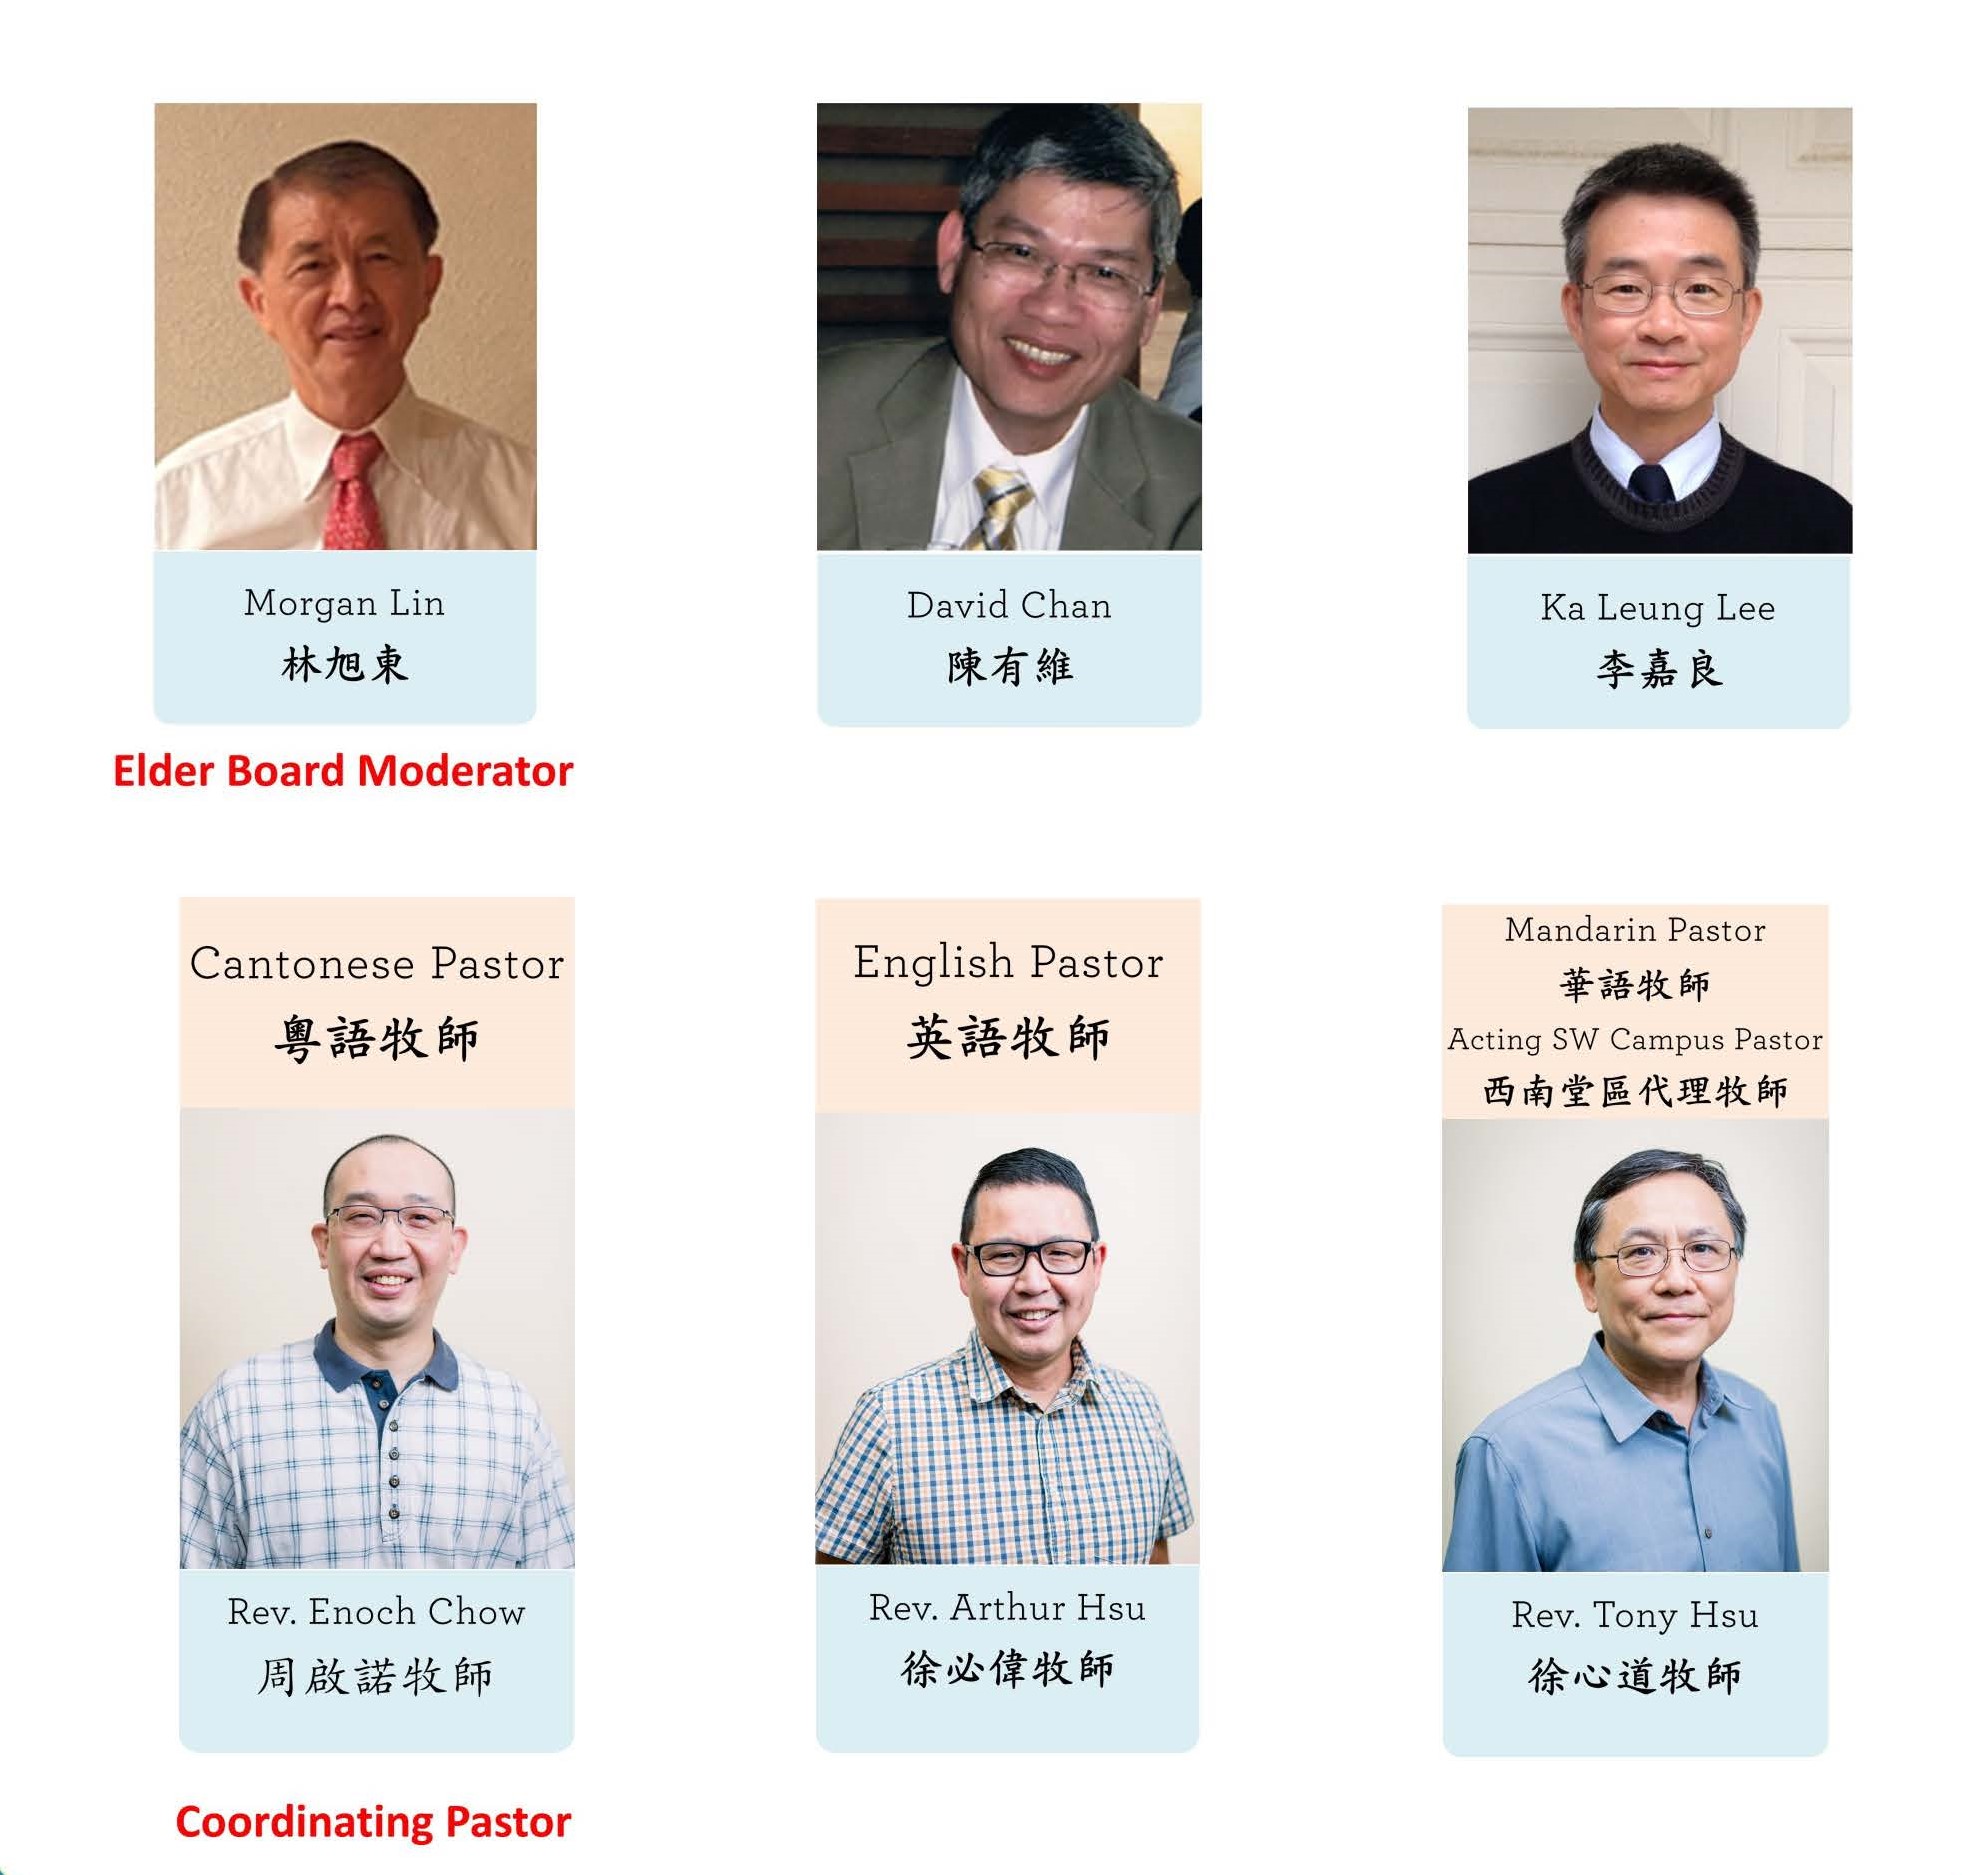 Morgan Lin
林旭東
Elder Board Moderator
David Chan
陳有維
Ka Leung Lee
李嘉良
Cantonese Pastor
粵語牧師
Rev. Enoch Chow
周啟諾牧師
Coordinating Pastor
English Pastor
英語牧師
Rev. Arthur Hsu
徐必偉牧師
Mandarin Pastor
華語牧師
Acting SW Campus Pastor
西南堂區代理牧師
Rev. Tony Hsu
徐心道牧師